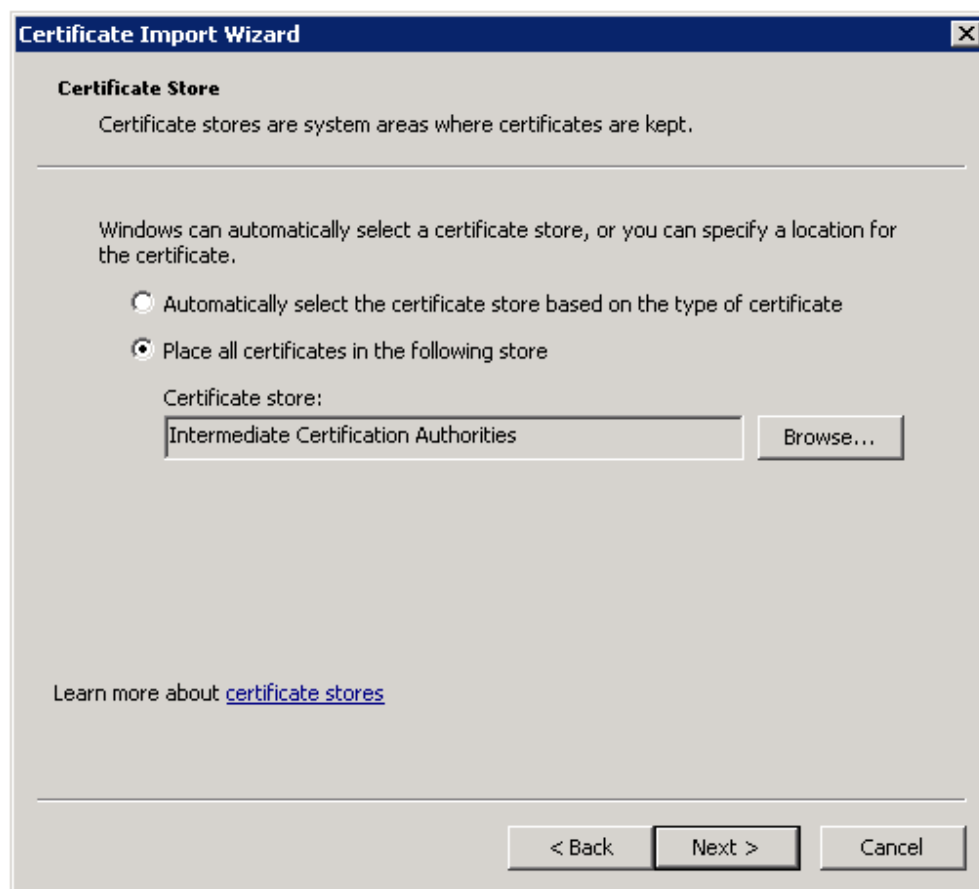 Certificate Import Wizard
Certificate Store
Certificate stores are system areas where certificates are kept.
Windows can automatically select a certificate store, or you can specify a location for
the certificate.
Automatically select the certificate store based on the type of certificate
Place all certificates in the following store
Certificate store:
Intermediate Certification Authorities
Browse...
Learn more about certificate stores
< Back
Next >
Cancel